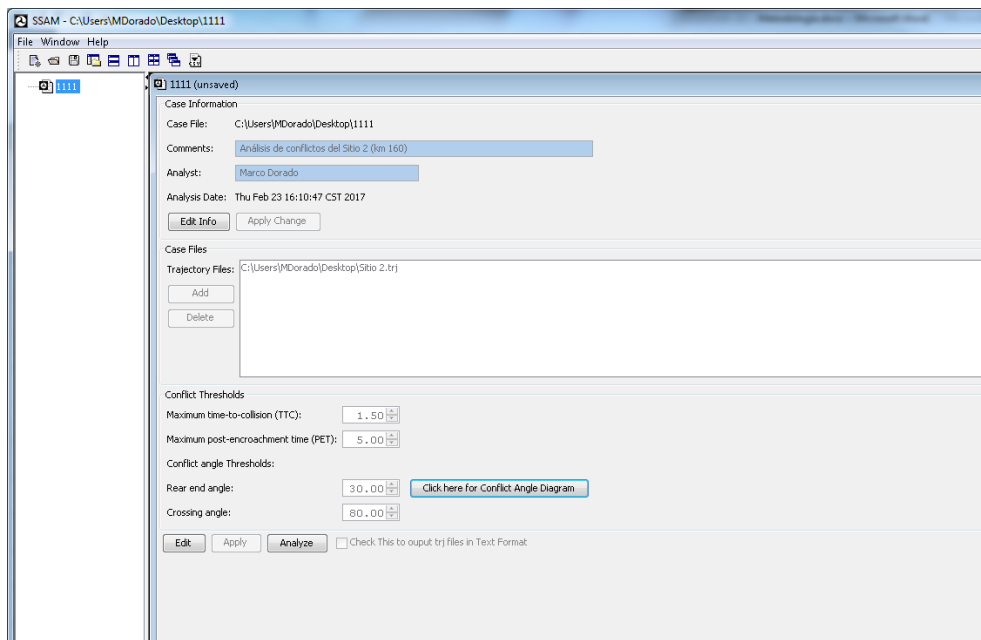 SSAM - C:\Users\MDorado\Desktop\1111
File Window Help
1111
1111 (unsaved)
Case Information
Case File: C:\Users\MDorado\Desktop\1111
Comments: Análisis de conflictos del Sitio 2 (km 160)
Analyst: Marco Dorado
Analysis Date: Thu Feb 23 16:10:47 CST 2017
Edit Info Apply Change
Case Files
Trajectory Files: C:\Users\MDorado\Desktop\Sitio 2.trj
Add
Delete
Conflict Thresholds
Maximum time-to-collision (TTC): 1.50
Maximum post-encroachment time (PET): 5.00
Conflict angle Thresholds:
Rear end angle: 30.00 Click here for Conflict Angle Diagram
Crossing angle: 80.00
Edit Apply Analyze Check This to ouput trj files in Text Format